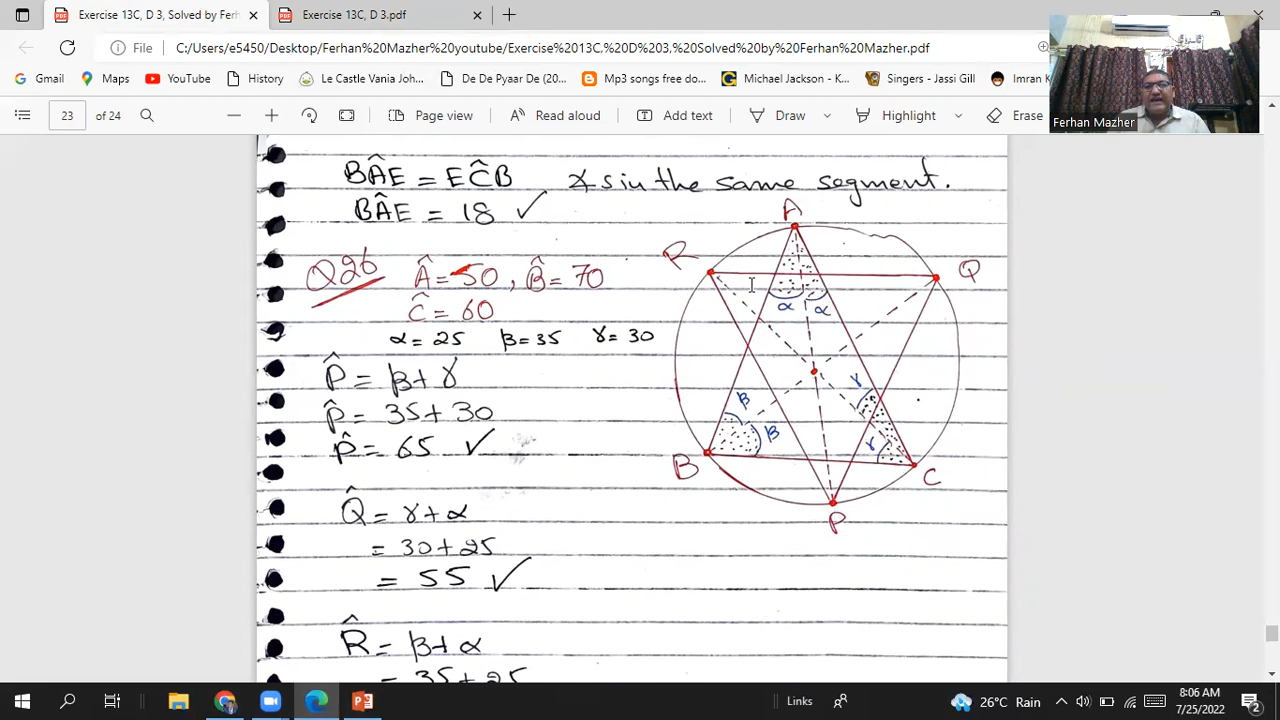 Exercise 13C, D 3, Solved by Ferh
Exercise 13C, D 3.pdf
File
C:/Users/e5450/Desktop/Ferhan%20Mazher%20youtube/Exercise%2013C,%20D%203,%20Solved%20by%20Ferhan%20Mazher.pdf
Gmail
Maps
YouTube
History
Le Castle Vania Joh...
De De Pyaar De (20...
Mp3 songs free do...
Michael Jackson - K...
Singers - Jassi Gill
Imran K
23 of 24
Page view
Read aloud
Add text
Draw
Highlight
Erase
Ferhan Mazher
BÂE = EĈB ∡s in the same segment.
BÂE = 18 ✓
Q26 Â = 50, B̂ = 70
Ĉ = 60
α = 25 β = 35 γ = 30
P̂ = β + γ
P̂ = 35 + 30
P̂ = 65 ✓
Q̂ = γ + α
= 30 + 25
= 55 ✓
R̂ = β + α
= 35 + 25
A
R
Q
α
α
γ
β
β
γ
B
C
P
Links
26°C Rain
8:06 AM
7/25/2022
2